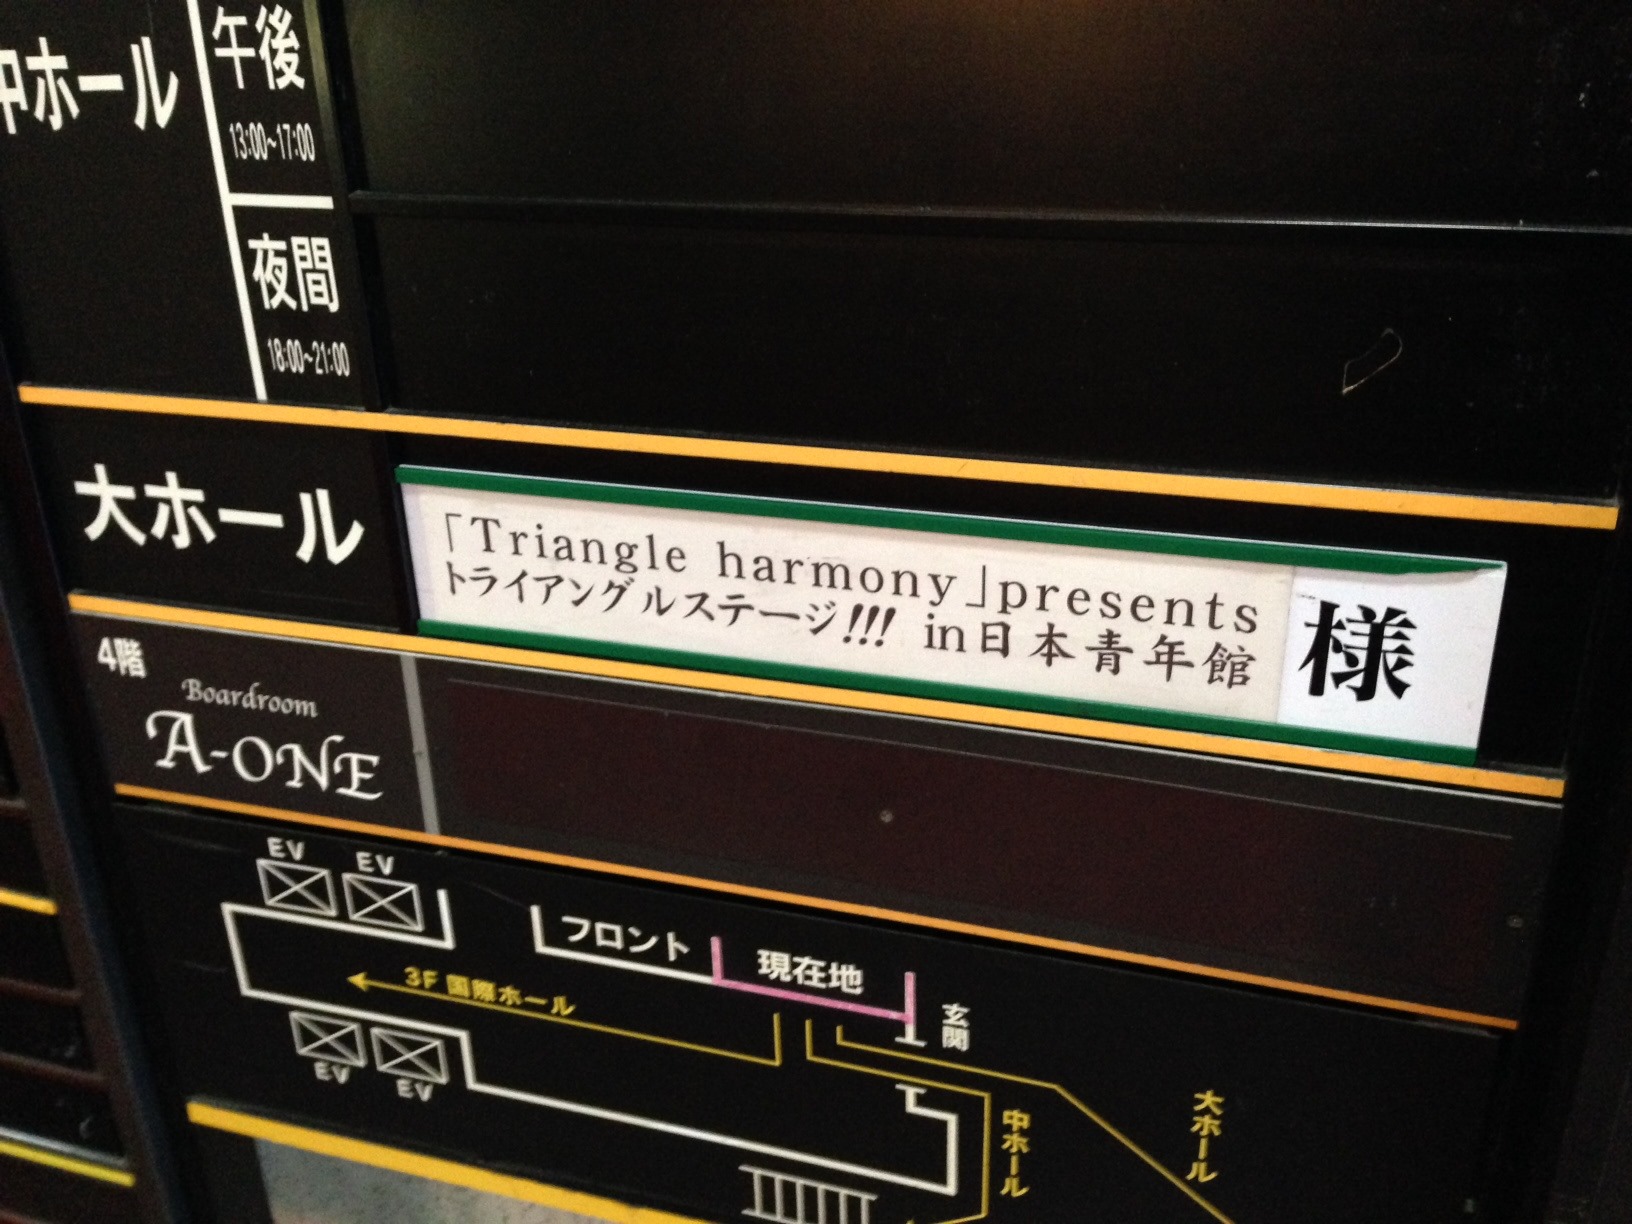 中ホール
午後
13:00~17:00
夜間
18:00~21:00
大ホール
「Triangle harmony」presents
トライアングルステージ!!! in日本青年館
様
4階
Boardroom
A-ONE
EV
EV
フロント
現在地
3F 国際ホール
玄関
EV
EV
中ホール
大ホール